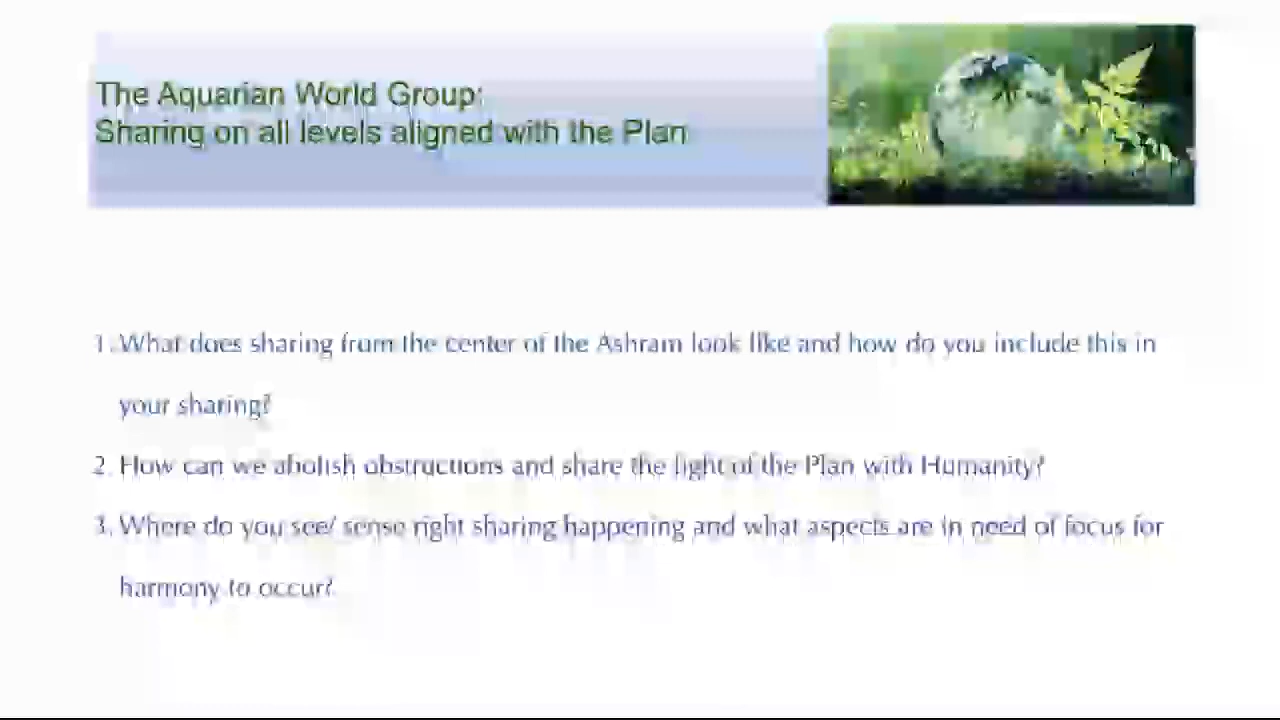 The Aquarian World Group:
Sharing on all levels aligned with the Plan
1. What does sharing from the center of the Ashram look like and how do you include this in
your sharing?
2. How can we abolish obstructions and share the light of the Plan with Humanity?
3. Where do you see/ sense right sharing happening and what aspects are in need of focus for
harmony to occur?